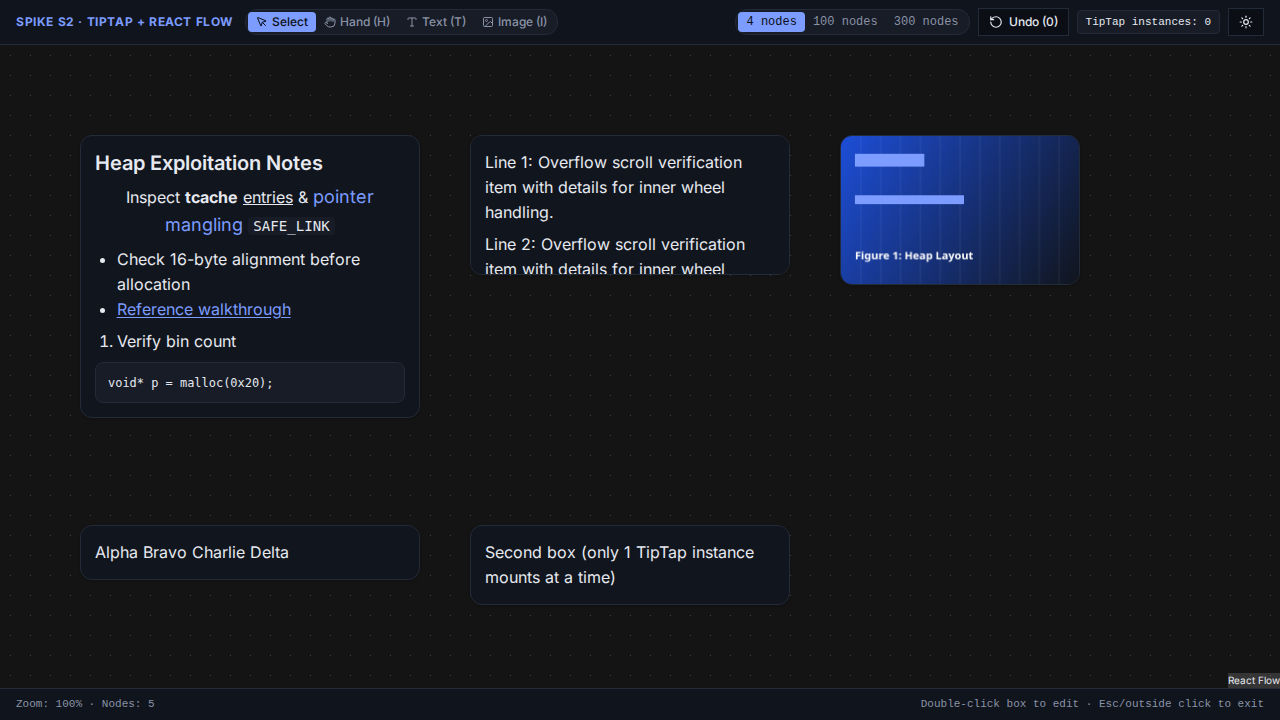 SPIKE S2 · TIPTAP + REACT FLOW
Select
Hand (H)
Text (T)
Image (I)
4 nodes
100 nodes
300 nodes
Undo (0)
TipTap instances: 0
Heap Exploitation Notes
Inspect tcache entries & pointer
mangling SAFE_LINK
• Check 16-byte alignment before
allocation
• Reference walkthrough
1. Verify bin count
void* p = malloc(0x20);
Line 1: Overflow scroll verification
item with details for inner wheel
handling.
Line 2: Overflow scroll verification
item with details for inner wheel
Figure 1: Heap Layout
Alpha Bravo Charlie Delta
Second box (only 1 TipTap instance
mounts at a time)
React Flow
Zoom: 100% · Nodes: 5
Double-click box to edit · Esc/outside click to exit